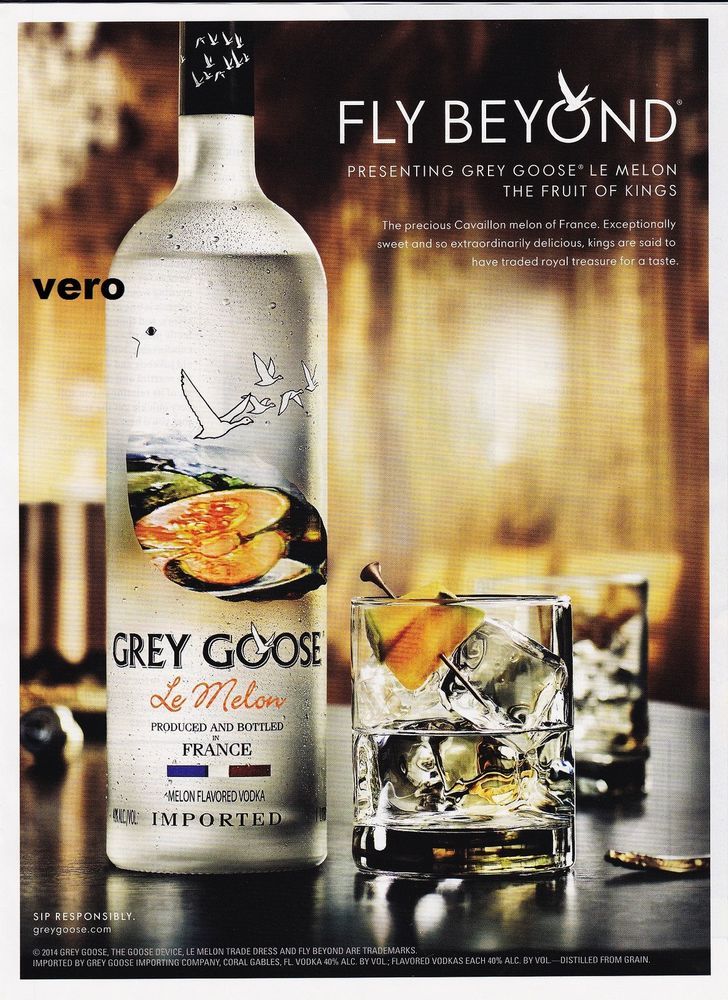 FLY BEYOND®
PRESENTING GREY GOOSE® LE MELON
THE FRUIT OF KINGS
The precious Cavaillon melon of France. Exceptionally
sweet and so extraordinarily delicious, kings are said to
have traded royal treasure for a taste.
vero
GREY GOOSE
Le Melon
PRODUCED AND BOTTLED
IN
FRANCE
MELON FLAVORED VODKA
IMPORTED
SIP RESPONSIBLY.
greygoose.com
© 2014 GREY GOOSE, THE GOOSE DEVICE, LE MELON TRADE DRESS AND FLY BEYOND ARE TRADEMARKS.
IMPORTED BY GREY GOOSE IMPORTING COMPANY, CORAL GABLES, FL. VODKA 40% ALC. BY VOL.; FLAVORED VODKAS EACH 40% ALC. BY VOL.—DISTILLED FROM GRAIN.